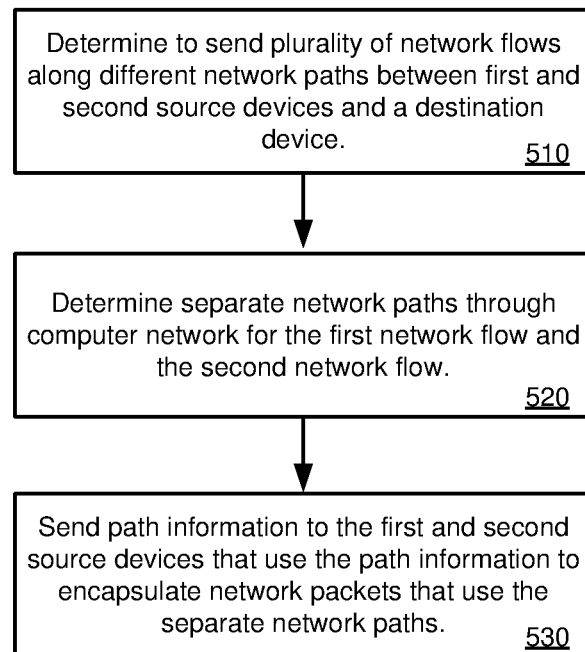 Determine to send plurality of network flows
along different network paths between first and
second source devices and a destination
device.
510
Determine separate network paths through
computer network for the first network flow and
the second network flow.
520
Send path information to the first and second
source devices that use the path information to
encapsulate network packets that use the
separate network paths.
530